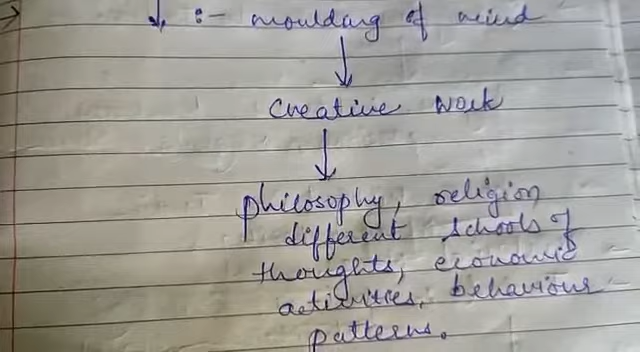 → ↓ :- moulding of mind
↓
Creative work
↓
philosophy, religion
different schools of
thoughts, economic
activities, behaviour
patterns.